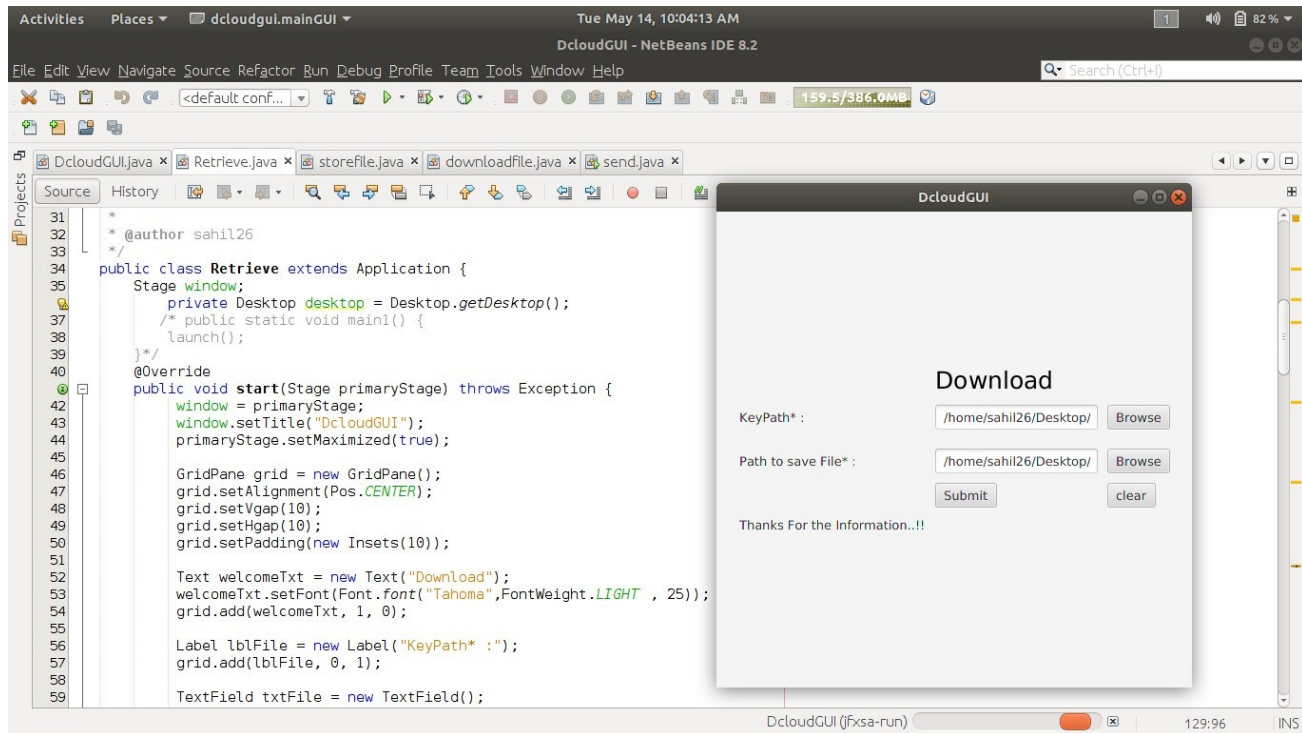 Activities Places dcloudgui.mainGUI Tue May 14, 10:04:13 AM 1 82 %
DcloudGUI - NetBeans IDE 8.2
File Edit View Navigate Source Refactor Run Debug Profile Team Tools Window Help Search (Ctrl+I)
<default conf... 159.5/386.0MB
DcloudGUI.java Retrieve.java storefile.java downloadfile.java send.java
Projects
Source History
31 *
32 * @author sahil26
33 */
34 public class Retrieve extends Application {
35 Stage window;
private Desktop desktop = Desktop.getDesktop();
37 /* public static void main1() {
38 launch();
39 }*/
40 @Override
public void start(Stage primaryStage) throws Exception {
42 window = primaryStage;
43 window.setTitle("DcloudGUI");
44 primaryStage.setMaximized(true);
45
46 GridPane grid = new GridPane();
47 grid.setAlignment(Pos.CENTER);
48 grid.setVgap(10);
49 grid.setHgap(10);
50 grid.setPadding(new Insets(10));
51
52 Text welcomeTxt = new Text("Download");
53 welcomeTxt.setFont(Font.font("Tahoma",FontWeight.LIGHT , 25));
54 grid.add(welcomeTxt, 1, 0);
55
56 Label lblFile = new Label("KeyPath* :");
57 grid.add(lblFile, 0, 1);
58
59 TextField txtFile = new TextField();
DcloudGUI
Download
KeyPath* : /home/sahil26/Desktop/ Browse
Path to save File* : /home/sahil26/Desktop/ Browse
Submit clear
Thanks For the Information..!!
DcloudGUI (jfxsa-run) 129:96 INS